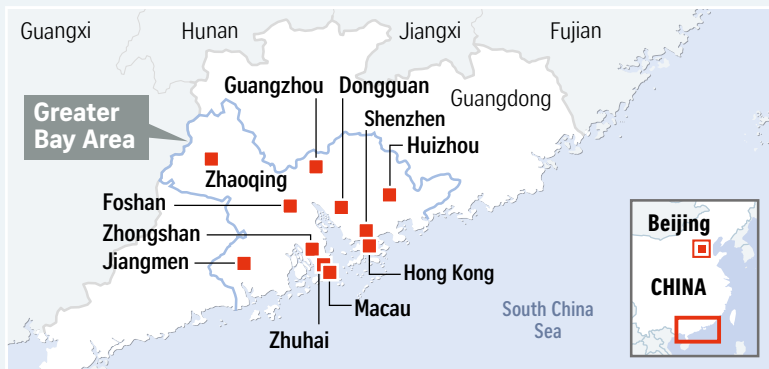 Guangxi
Hunan
Jiangxi
Fujian
Guangzhou
Dongguan
Guangdong
Shenzhen
Greater
Bay Area
Huizhou
Zhaoqing
Foshan
Zhongshan
Jiangmen
Hong Kong
Macau
Zhuhai
South China
Sea
Beijing
CHINA